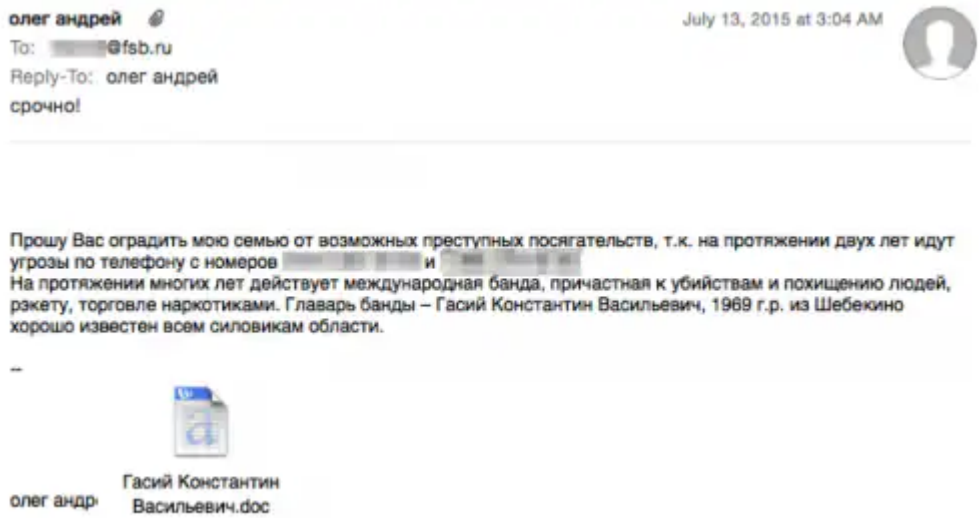 олег андрей
July 13, 2015 at 3:04 AM
To: @fsb.ru
Reply-To: олег андрей
срочно!
Прошу Вас оградить мою семью от возможных преступных посягательств, т.к. на протяжении двух лет идут
угрозы по телефону с номеров и
На протяжении многих лет действует международная банда, причастная к убийствам и похищению людей,
рэкету, торговле наркотиками. Главарь банды – Гасий Константин Васильевич, 1969 г.р. из Шебекино
хорошо известен всем силовикам области.
--
Гасий Константин
Васильевич.doc
олег андр